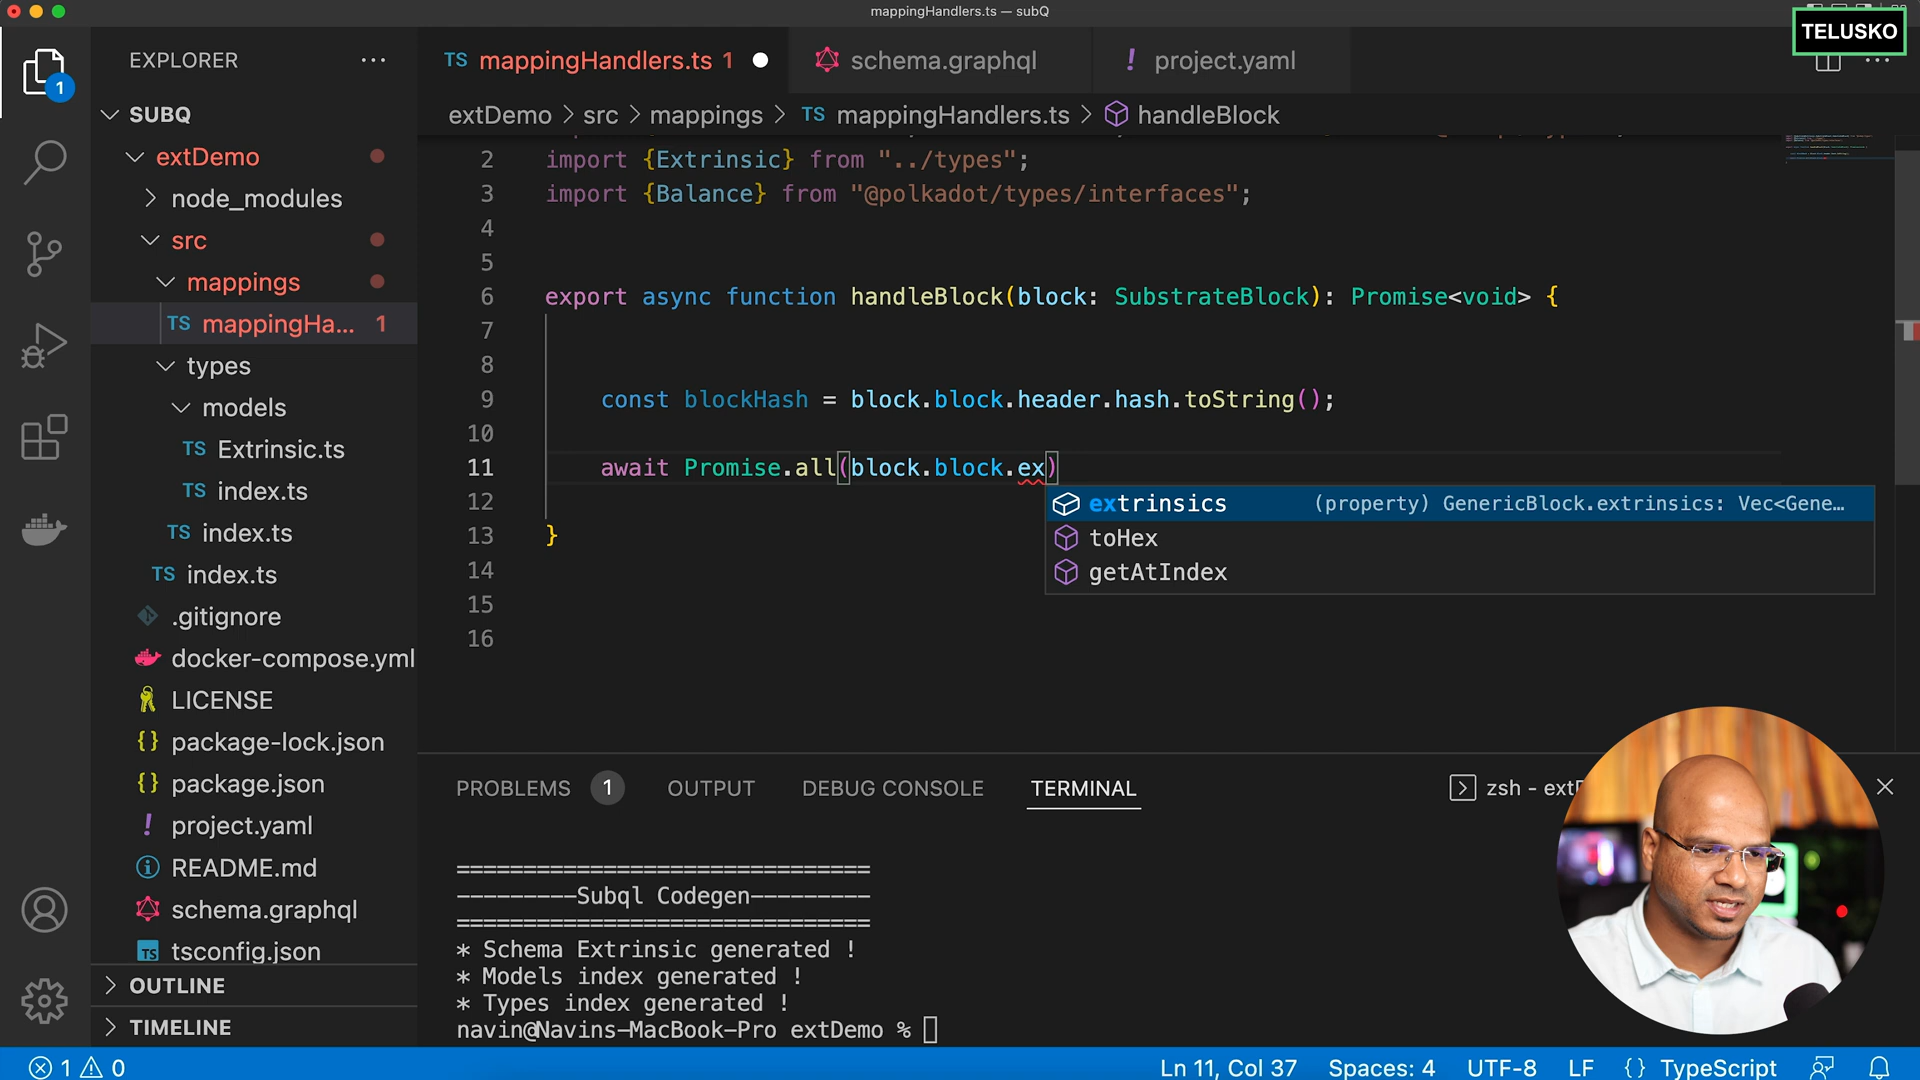 mappingHandlers.ts — subQ
TELUSKO
EXPLORER
TS mappingHandlers.ts 1
schema.graphql
! project.yaml
1
SUBQ
extDemo > src > mappings > TS mappingHandlers.ts > handleBlock
extDemo
node_modules
src
mappings
TS mappingHa... 1
types
models
TS Extrinsic.ts
TS index.ts
TS index.ts
TS index.ts
.gitignore
docker-compose.yml
LICENSE
{} package-lock.json
{} package.json
! project.yaml
README.md
schema.graphql
TS tsconfig.json
OUTLINE
TIMELINE
2 import {Extrinsic} from "../types";
3 import {Balance} from "@polkadot/types/interfaces";
4
5
6 export async function handleBlock(block: SubstrateBlock): Promise<void> {
7
8
9 const blockHash = block.block.header.hash.toString();
10
11 await Promise.all(block.block.ex)
12
13 }
14
15
16
extrinsics (property) GenericBlock.extrinsics: Vec<Gene…
toHex
getAtIndex
PROBLEMS 1 OUTPUT DEBUG CONSOLE TERMINAL
zsh - extD
===============================
---------Subql Codegen---------
===============================
* Schema Extrinsic generated !
* Models index generated !
* Types index generated !
navin@Navins-MacBook-Pro extDemo %
1 0
Ln 11, Col 37 Spaces: 4 UTF-8 LF {} TypeScript